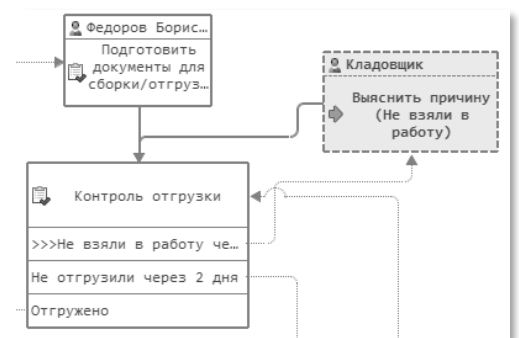 Федоров Борис…
Подготовить
документы для
сборки/отгруз…
Кладовщик
Выяснить причину
(Не взяли в
работу)
Контроль отгрузки
>>>Не взяли в работу че…
Не отгрузили через 2 дня
Отгружено